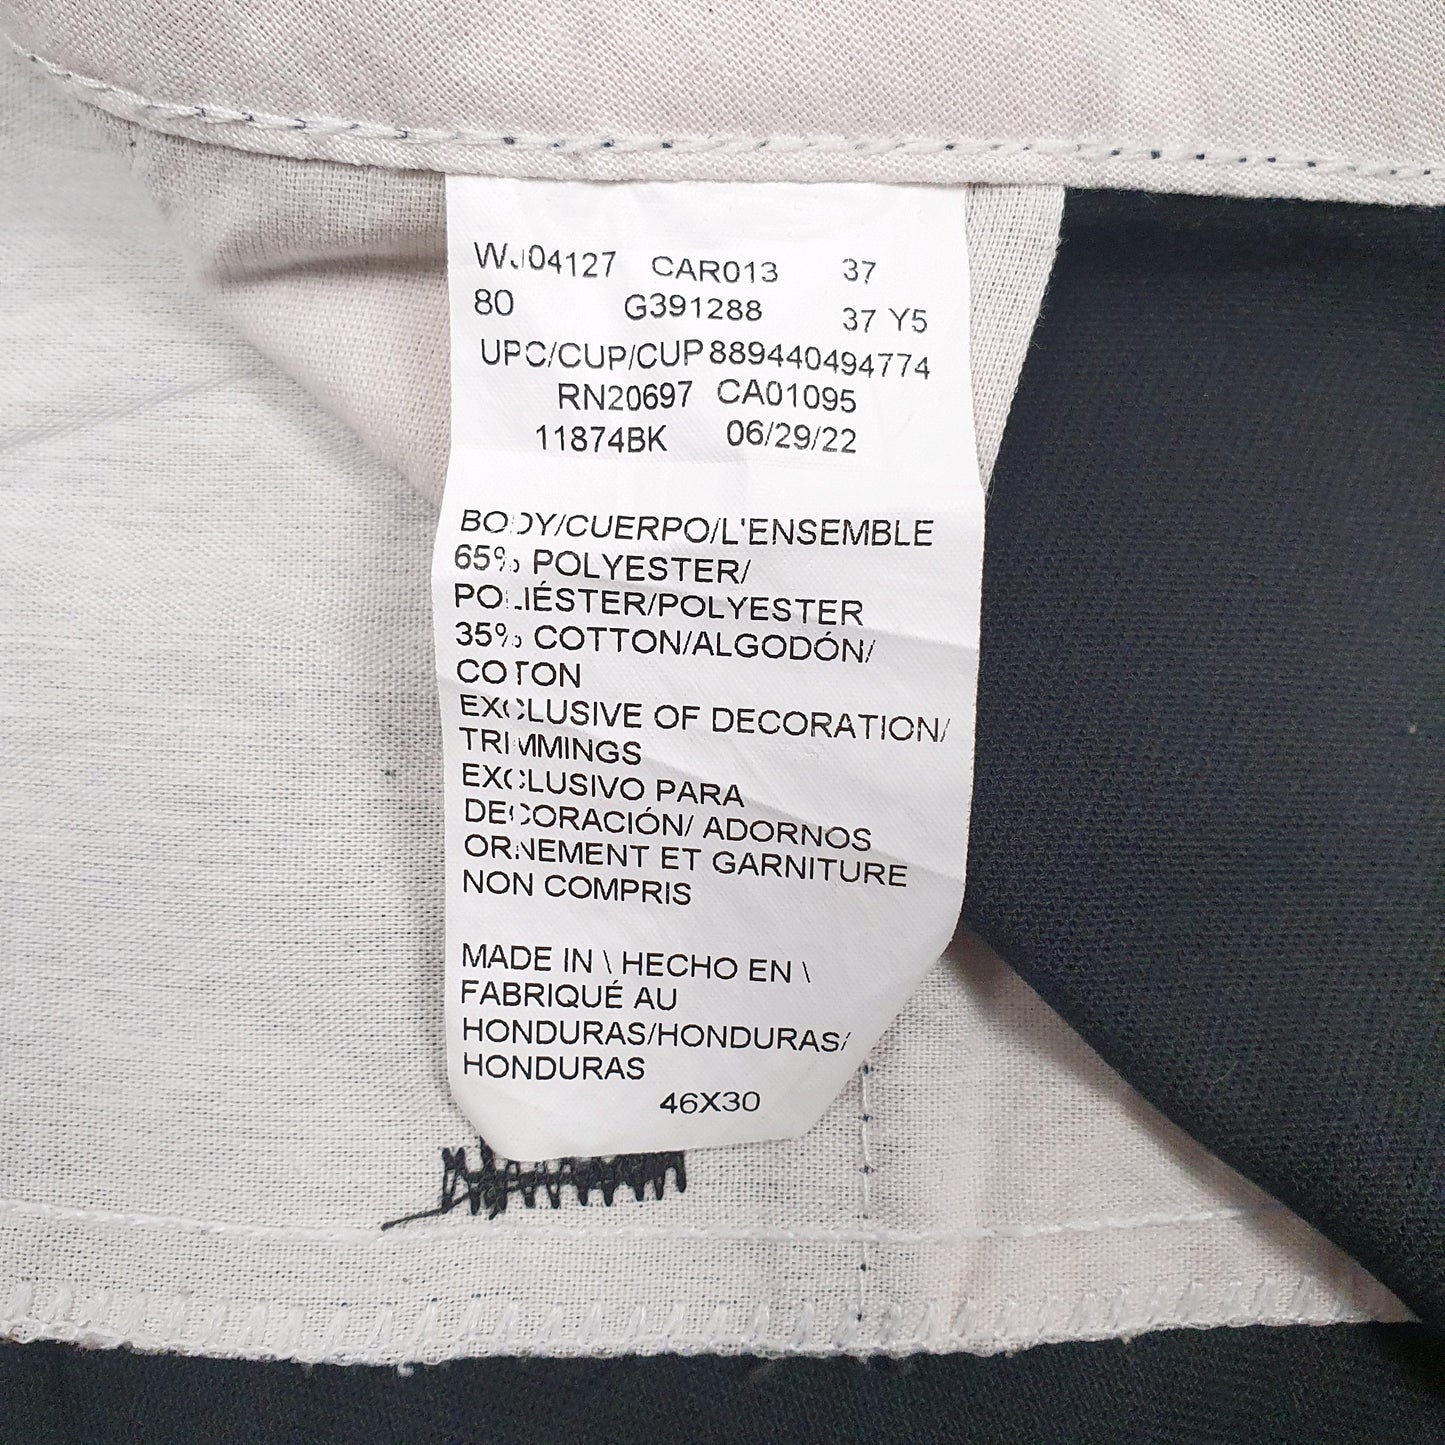 WJ04127 CAR013 37
80 G391288 37 Y5
UPC/CUP/CUP 889440494774
RN20697 CA01095
11874BK 06/29/22
BODY/CUERPO/L'ENSEMBLE
65% POLYESTER/
POLIÉSTER/POLYESTER
35% COTTON/ALGODÓN/
COTON
EXCLUSIVE OF DECORATION/
TRIMMINGS
EXCLUSIVO PARA
DECORACIÓN/ ADORNOS
ORNEMENT ET GARNITURE
NON COMPRIS
MADE IN \ HECHO EN \
FABRIQUÉ AU
HONDURAS/HONDURAS/
HONDURAS
46X30